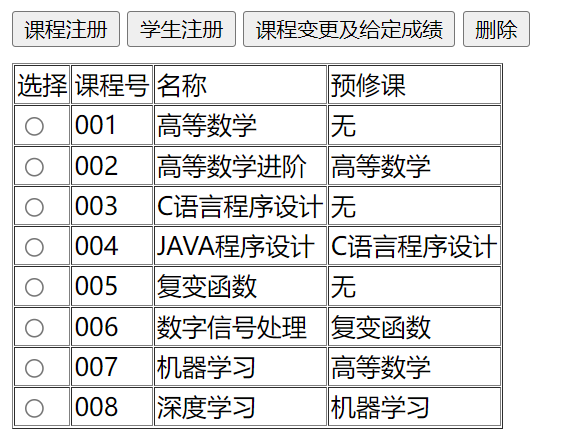 课程注册 学生注册 课程变更及给定成绩 删除
选择 课程号 名称 预修课
001 高等数学 无
002 高等数学进阶 高等数学
003 C语言程序设计 无
004 JAVA程序设计 C语言程序设计
005 复变函数 无
006 数字信号处理 复变函数
007 机器学习 高等数学
008 深度学习 机器学习